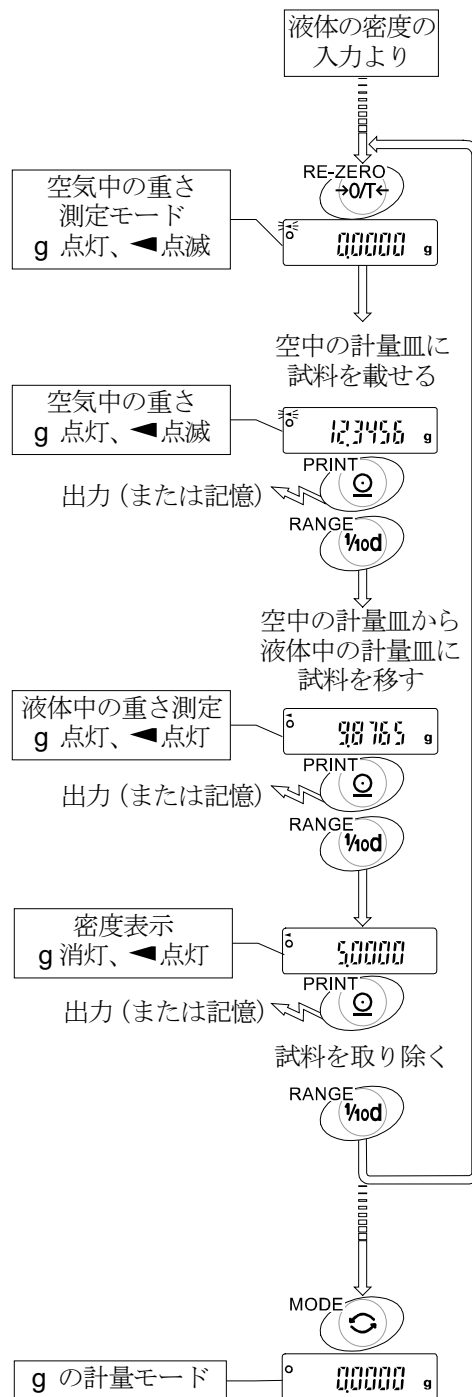 液体の密度の
入力より
RE-ZERO
→0/T←
空気中の重さ
測定モード
g 点灯、◄点滅
0.0000 g
空中の計量皿に
試料を載せる
空気中の重さ
g 点灯、◄点滅
12.3456 g
PRINT
出力（または記憶）
RANGE
1/10d
空中の計量皿から
液体中の計量皿に
試料を移す
液体中の重さ測定
g 点灯、◄点灯
9.8765 g
PRINT
出力（または記憶）
RANGE
1/10d
密度表示
g 消灯、◄点灯
5.0000
PRINT
出力（または記憶）
試料を取り除く
RANGE
1/10d
MODE
g の計量モード
0.0000 g